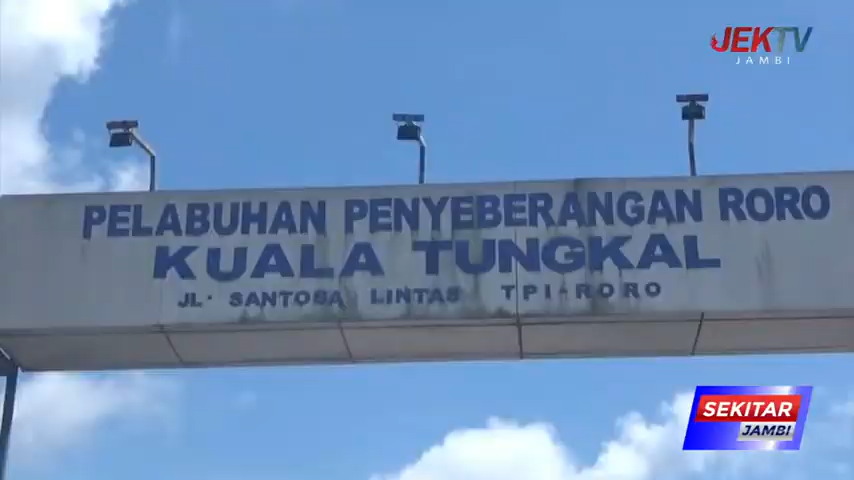 JEKTV
JAMBI
PELABUHAN PENYEBERANGAN RORO
KUALA TUNGKAL
JL. SANTOSA LINTAS TPI-RORO
SEKITAR
JAMBI